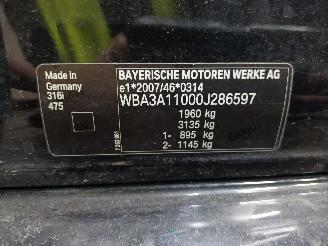 Made in
Germany
316i
475
BAYERISCHE MOTOREN WERKE AG
e1*2007/46*0314
WBA3A11000J286597
1960 kg
3135 kg
1- 895 kg
2- 1145 kg